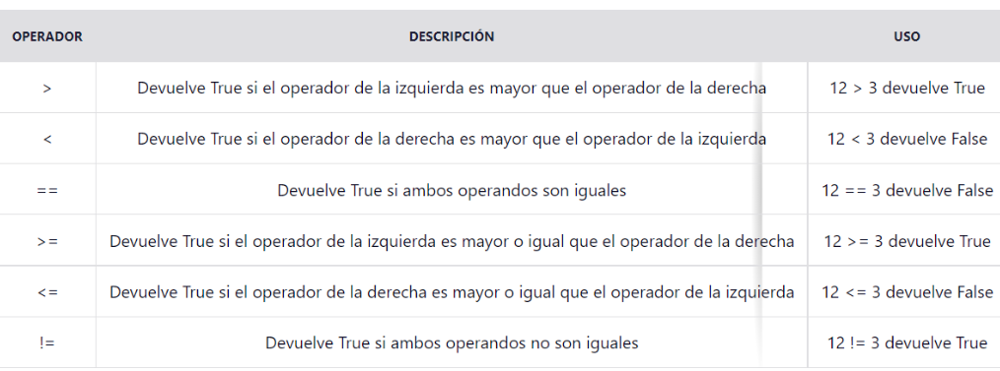 OPERADOR DESCRIPCIÓN USO
> Devuelve True si el operador de la izquierda es mayor que el operador de la derecha 12 > 3 devuelve True
< Devuelve True si el operador de la derecha es mayor que el operador de la izquierda 12 < 3 devuelve False
== Devuelve True si ambos operandos son iguales 12 == 3 devuelve False
>= Devuelve True si el operador de la izquierda es mayor o igual que el operador de la derecha 12 >= 3 devuelve True
<= Devuelve True si el operador de la derecha es mayor o igual que el operador de la izquierda 12 <= 3 devuelve False
!= Devuelve True si ambos operandos no son iguales 12 != 3 devuelve True